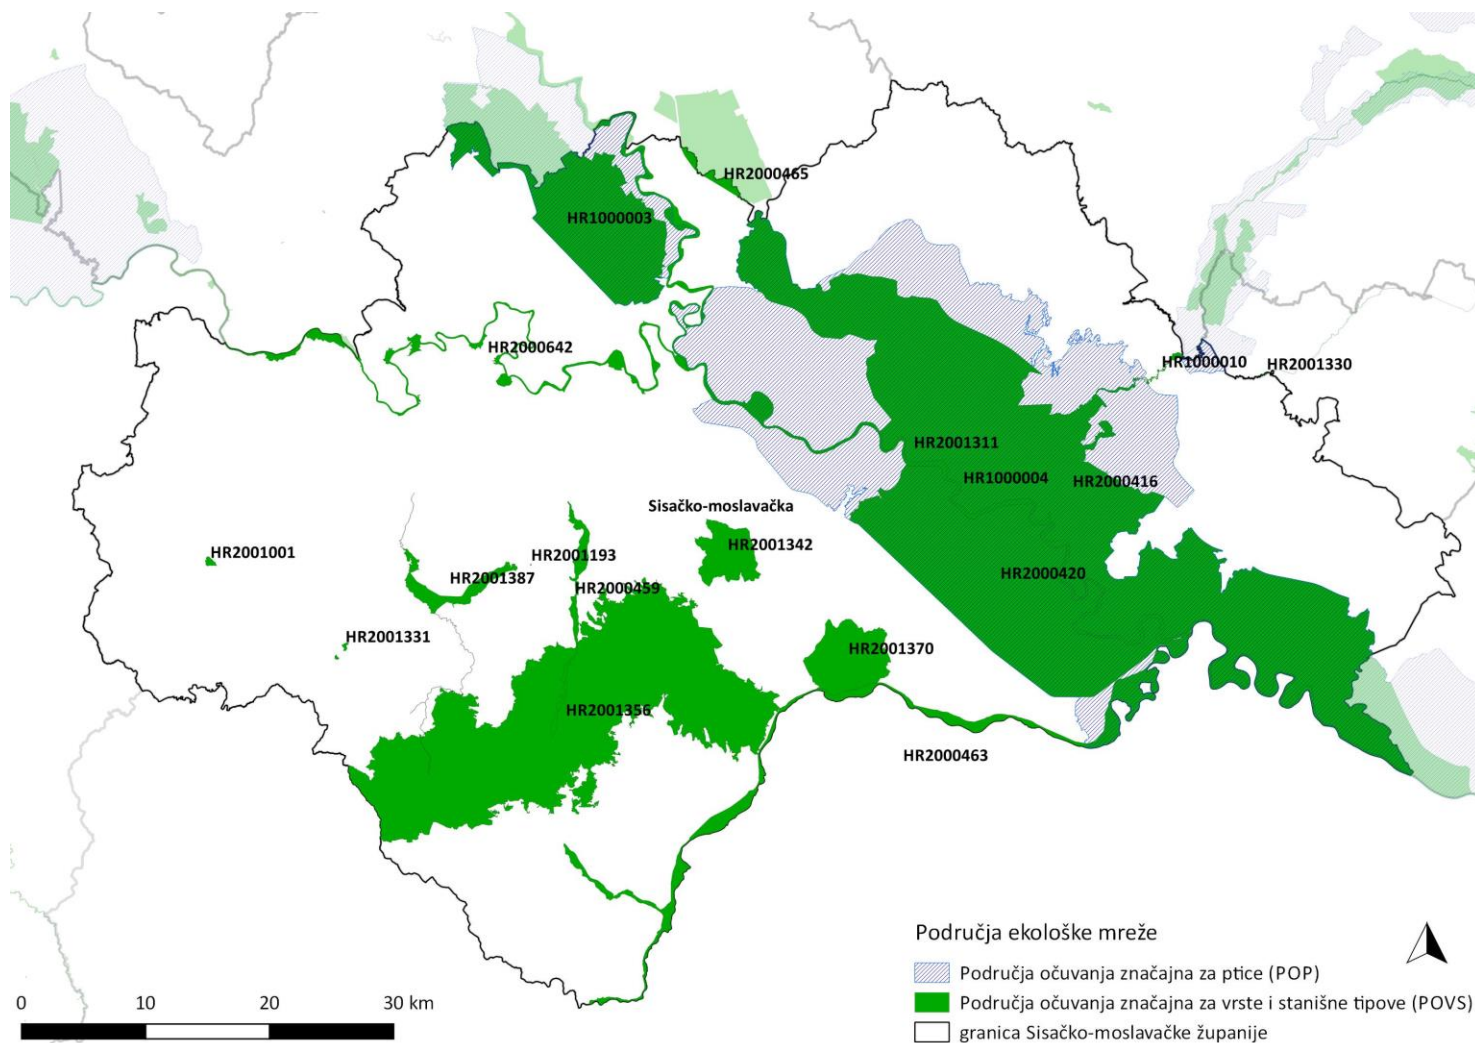 HR2000465
HR1000003
HR2000642
HR1000010
HR2001330
HR2001311
HR1000004
HR2000416
Sisačko-moslavačka
HR2001342
HR2001001
HR2001193
HR2001387
HR2000459
HR2000420
HR2001331
HR2001370
HR2001356
HR2000463
Područja ekološke mreže
Područja očuvanja značajna za ptice (POP)
Područja očuvanja značajna za vrste i stanišne tipove (POVS)
granica Sisačko-moslavačke županije
0 10 20 30 km